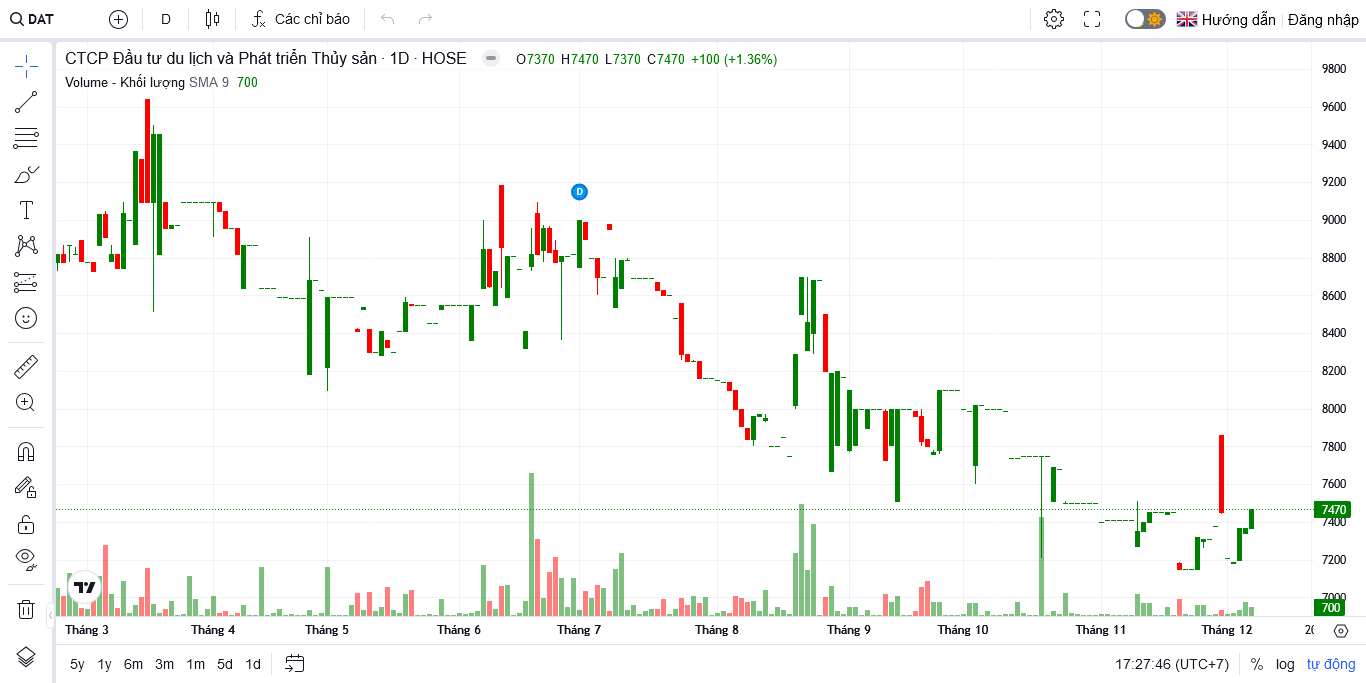 DAT D Các chỉ báo Hướng dẫn Đăng nhập
CTCP Đầu tư du lịch và Phát triển Thủy sản · 1D · HOSE O7370 H7470 L7370 C7470 +100 (+1.36%)
Volume - Khối lượng SMA 9 700
D
9800
9600
9400
9200
9000
8800
8600
8400
8200
8000
7800
7600
7470
7400
7200
7000
700
Tháng 3 Tháng 4 Tháng 5 Tháng 6 Tháng 7 Tháng 8 Tháng 9 Tháng 10 Tháng 11 Tháng 12
5y 1y 6m 3m 1m 5d 1d 17:27:46 (UTC+7) % log tự động